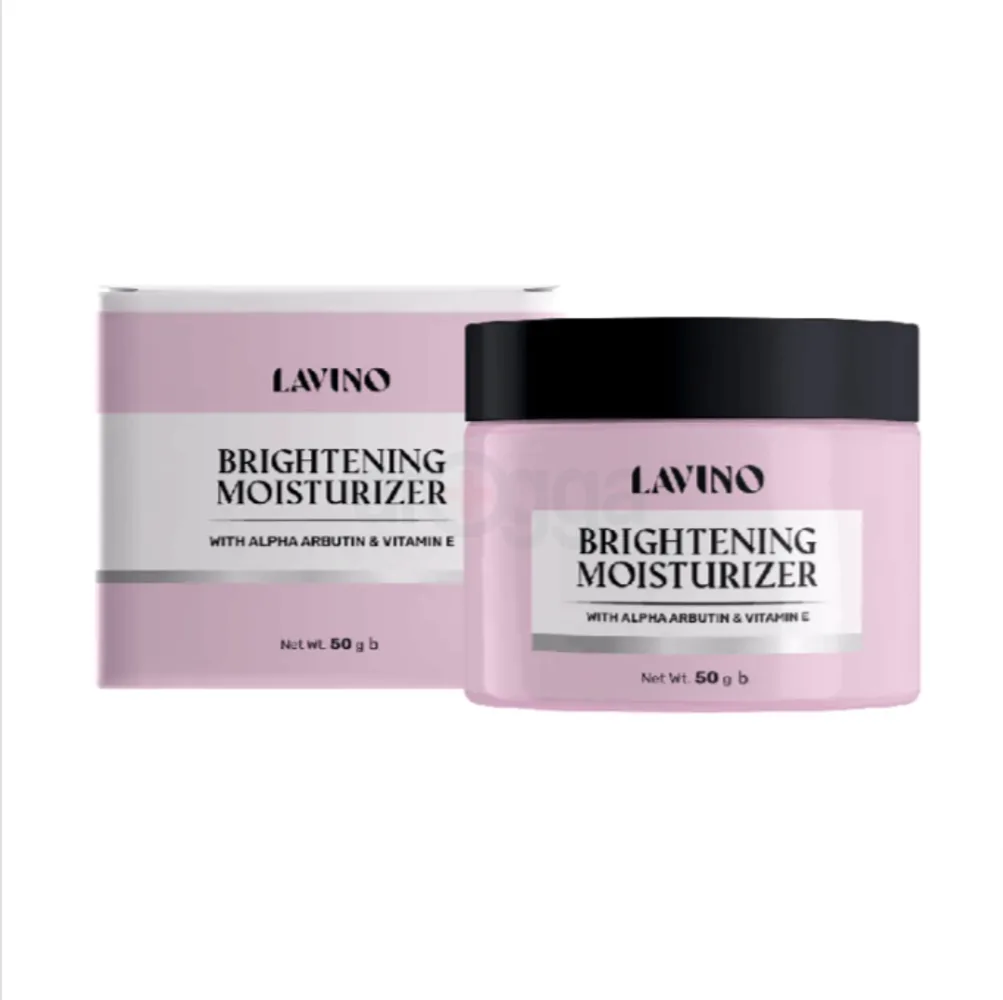 LAVINO
BRIGHTENING
MOISTURIZER
WITH ALPHA ARBUTIN & VITAMIN E
Net Wt. 50 g b
LAVINO
BRIGHTENING
MOISTURIZER
WITH ALPHA ARBUTIN & VITAMIN E
Net Wt. 50 g b